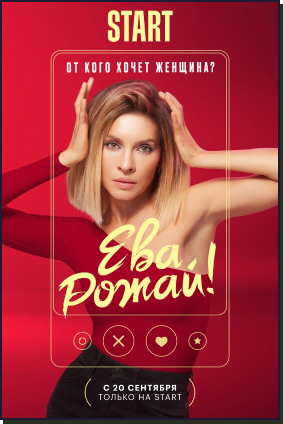 START
ОТ КОГО ХОЧЕТ ЖЕНЩИНА?
Ева,
Рожай!
С 20 СЕНТЯБРЯ
ТОЛЬКО НА START